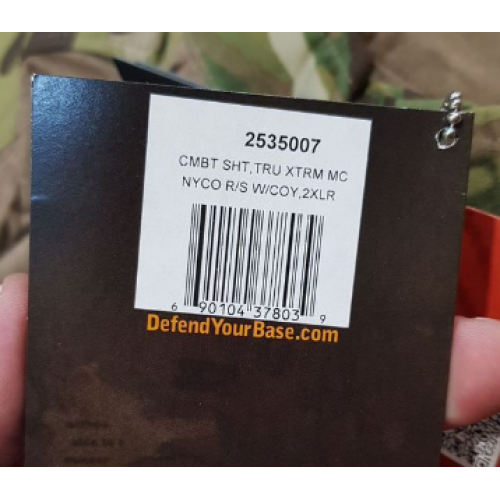 2535007
CMBT SHT,TRU XTRM MC
NYCO R/S W/COY,2XLR
6 90104 37803 9
DefendYourBase.com